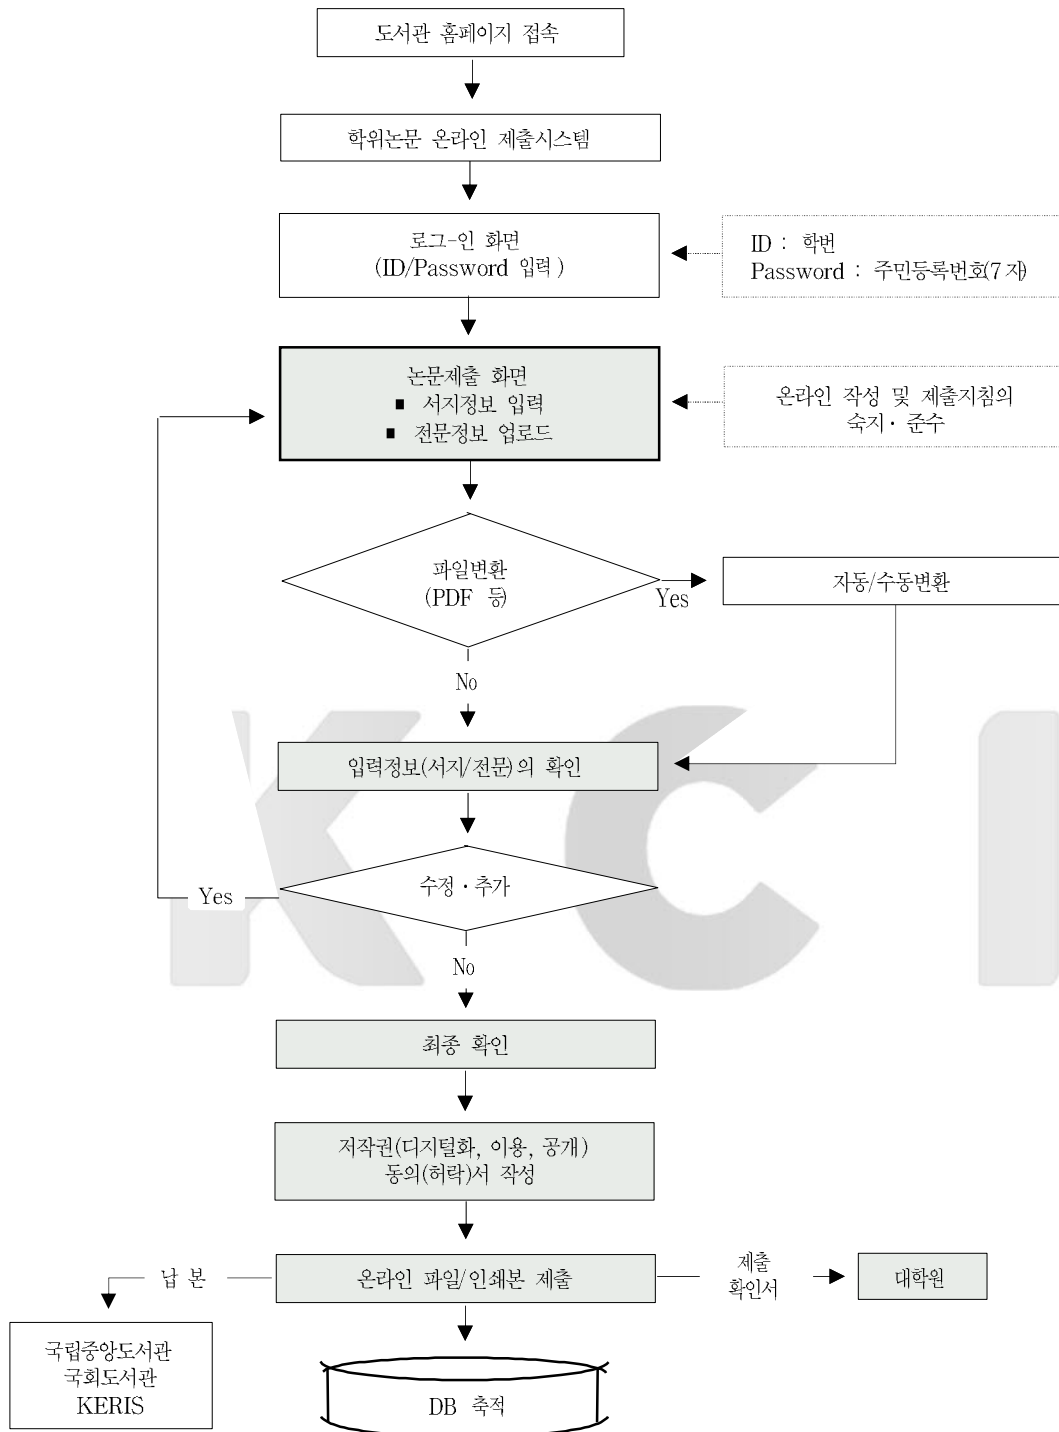 도서관 홈페이지 접속
학위논문 온라인 제출시스템
로그-인 화면
(ID/Password 입력)
ID : 학번
Password : 주민등록번호(7자)
논문제출 화면
■ 서지정보 입력
■ 전문정보 업로드
온라인 작성 및 제출지침의
숙지· 준수
파일변환
(PDF 등)
Yes
자동/수동변환
No
KCI
입력정보(서지/전문)의 확인
수정·추가
Yes
No
최종 확인
저작권(디지털화, 이용, 공개)
동의(허락)서 작성
납 본
온라인 파일/인쇄본 제출
제출
확인서
대학원
국립중앙도서관
국회도서관
KERIS
DB 축적